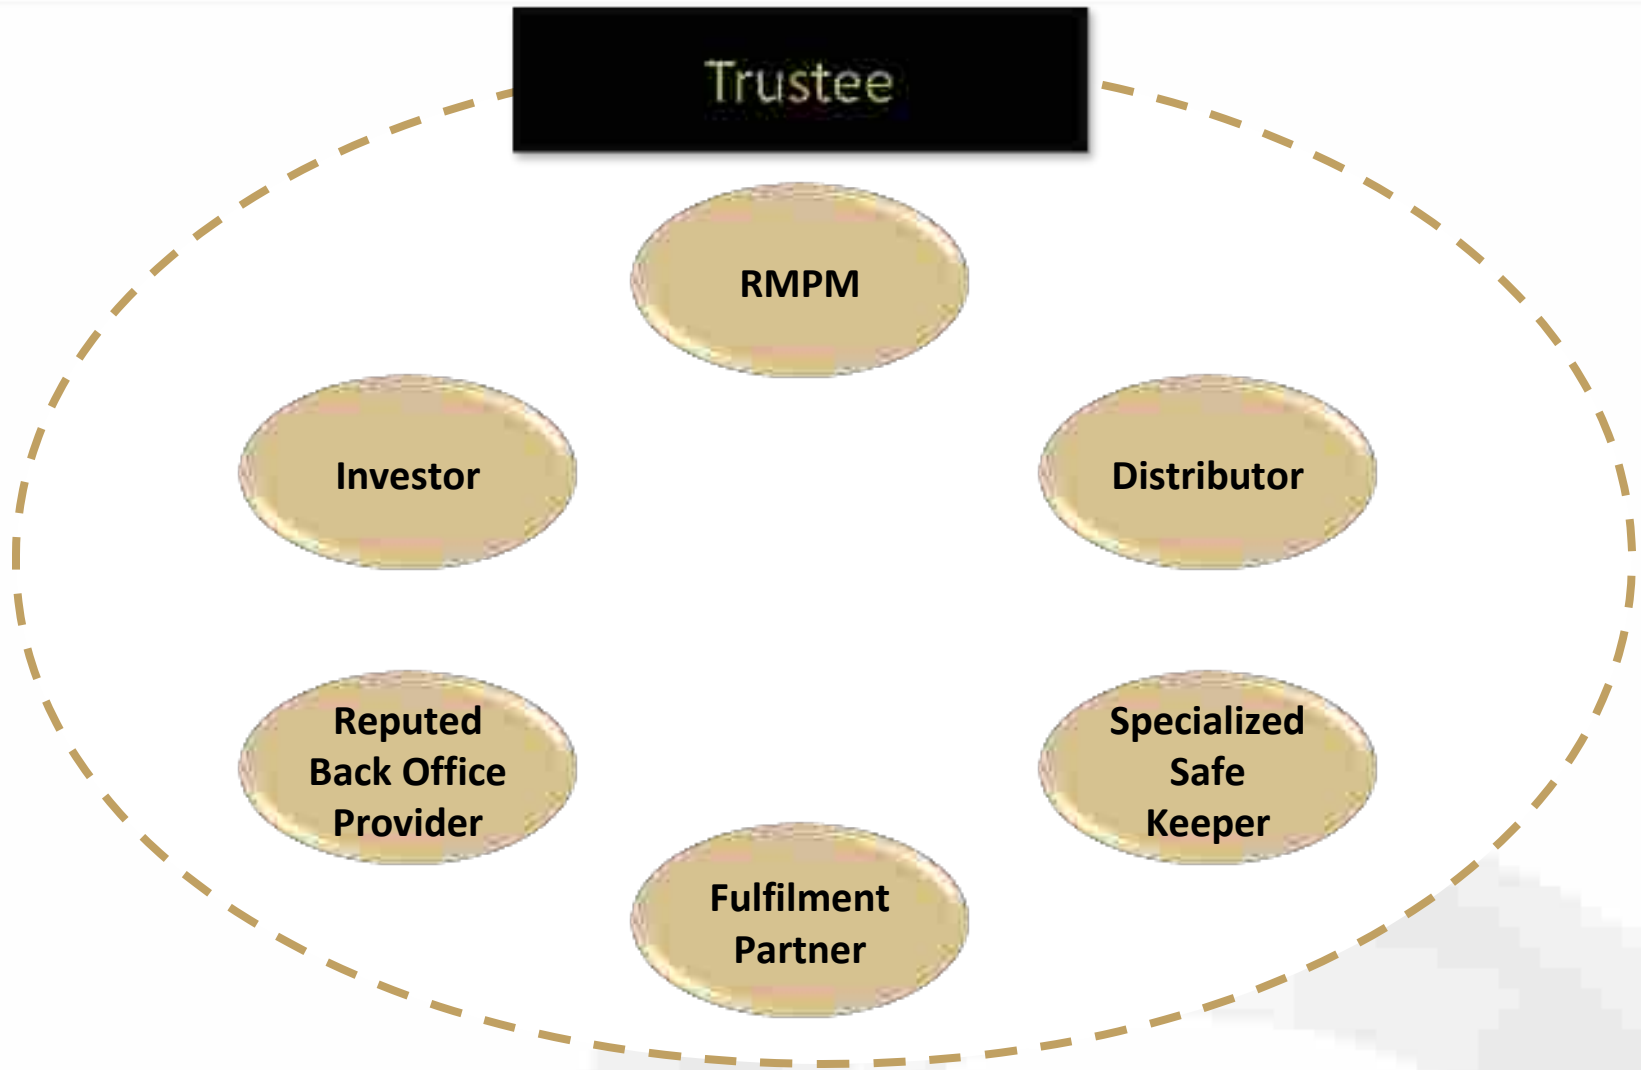 Trustee
RMPM
Investor
Distributor
Reputed
Back Office
Provider
Specialized
Safe
Keeper
Fulfilment
Partner